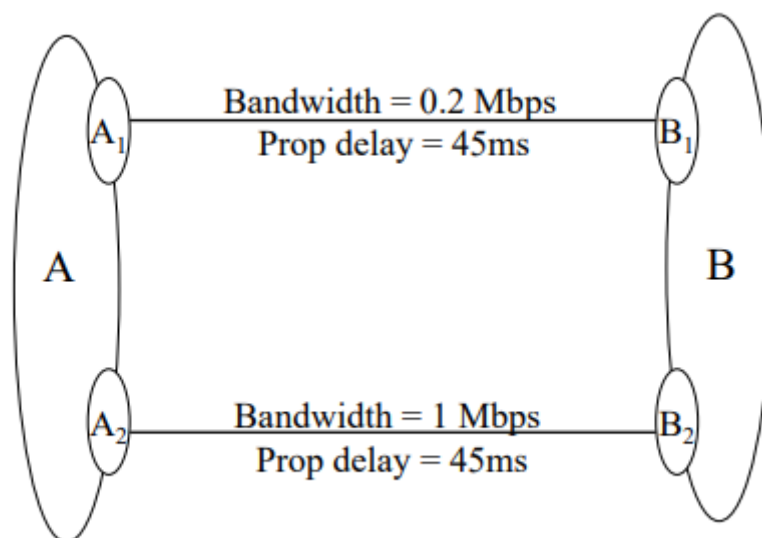 Bandwidth = 0.2 Mbps
A₁
B₁
Prop delay = 45ms
A
B
Bandwidth = 1 Mbps
A₂
B₂
Prop delay = 45ms